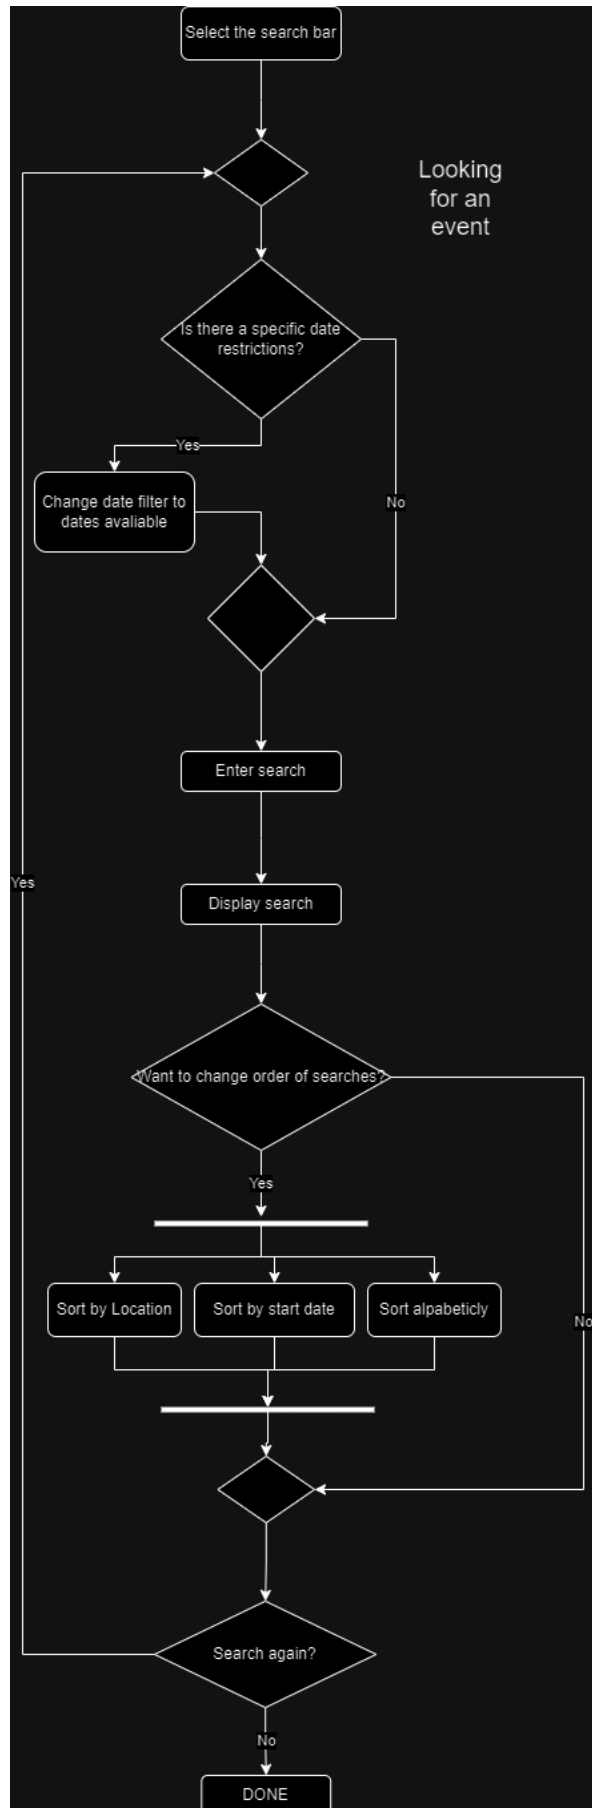 Select the search bar
Looking
for an
event
Is there a specific date
restrictions?
Yes
Change date filter to
dates avaliable
No
Enter search
Yes
Display search
Want to change order of searches?
Yes
Sort by Location
Sort by start date
Sort alpabeticly
No
Search again?
No
DONE